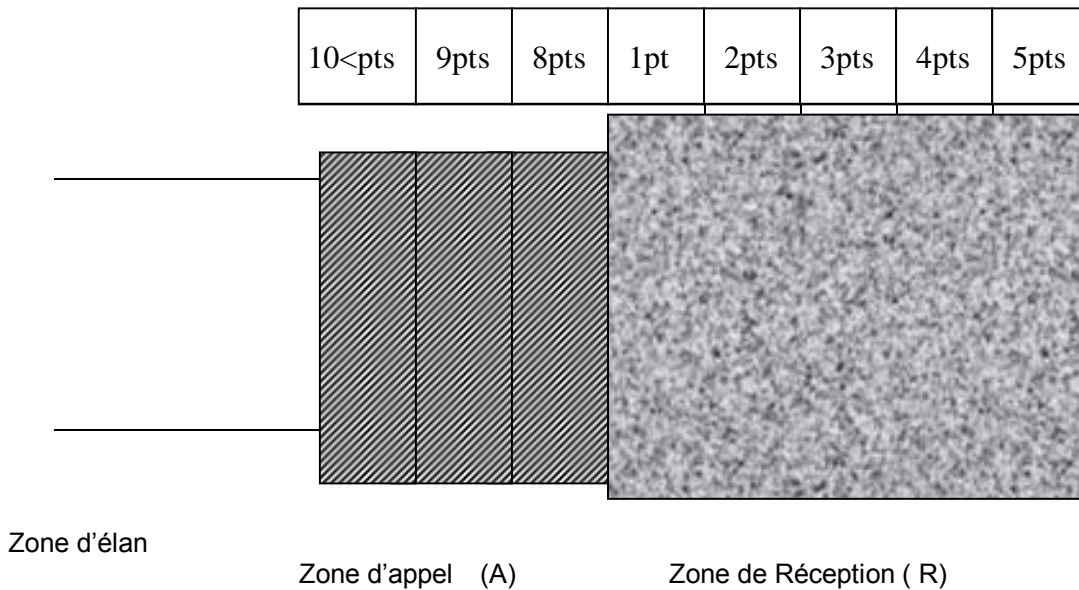 10<pts 9pts 8pts 1pt 2pts 3pts 4pts 5pts
Zone d’élan
Zone d’appel (A) Zone de Réception ( R)